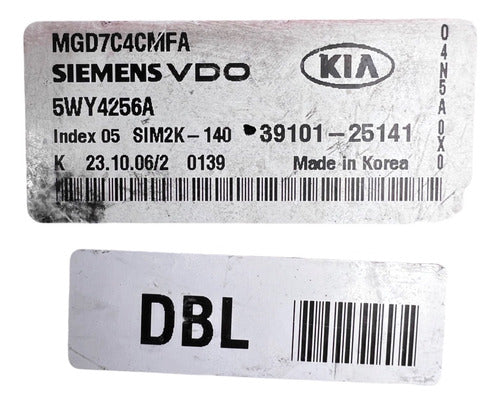 MGD7C4CMFA
SIEMENS VDO
KIA
5WY4256A
Index 05 SIM2K-140 39101-25141
K 23.10.06/2 0139 Made in Korea
04N5A0X0
DBL